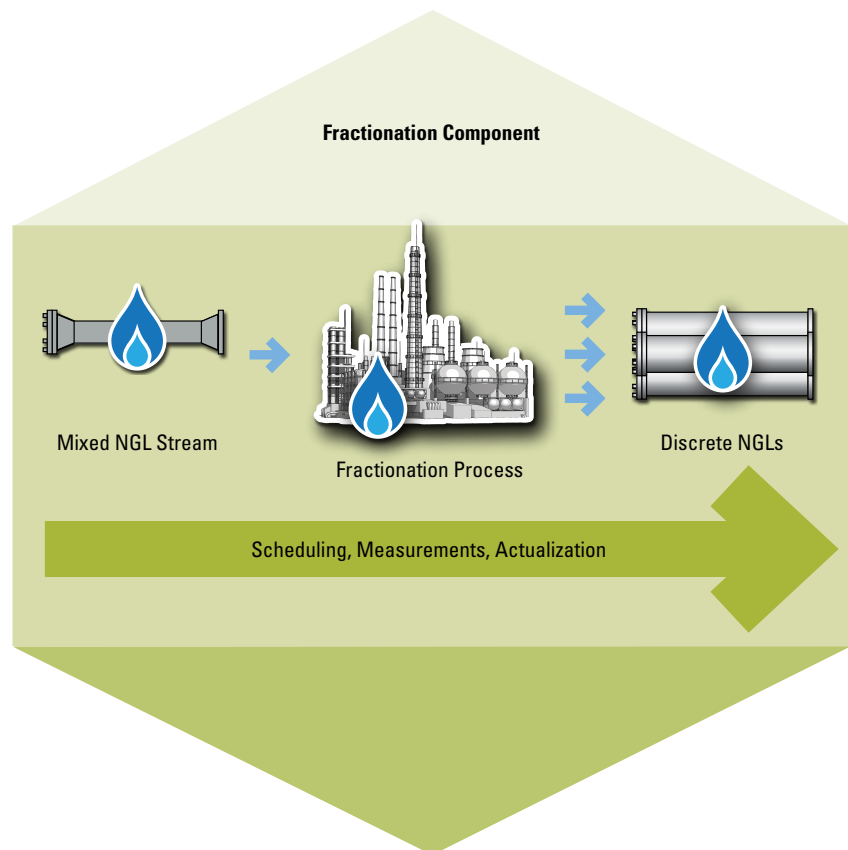 Fractionation Component
Mixed NGL Stream
Fractionation Process
Discrete NGLs
Scheduling, Measurements, Actualization